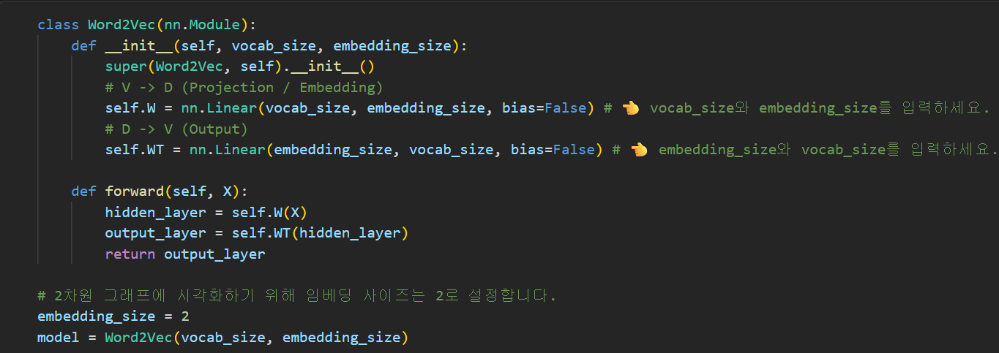 class Word2Vec(nn.Module):
    def __init__(self, vocab_size, embedding_size):
        super(Word2Vec, self).__init__()
        # V -> D (Projection / Embedding)
        self.W = nn.Linear(vocab_size, embedding_size, bias=False) # 👈 vocab_size와 embedding_size를 입력하세요.
        # D -> V (Output)
        self.WT = nn.Linear(embedding_size, vocab_size, bias=False) # 👈 embedding_size와 vocab_size를 입력하세요.

    def forward(self, X):
        hidden_layer = self.W(X)
        output_layer = self.WT(hidden_layer)
        return output_layer

# 2차원 그래프에 시각화하기 위해 임베딩 사이즈는 2로 설정합니다.
embedding_size = 2
model = Word2Vec(vocab_size, embedding_size)